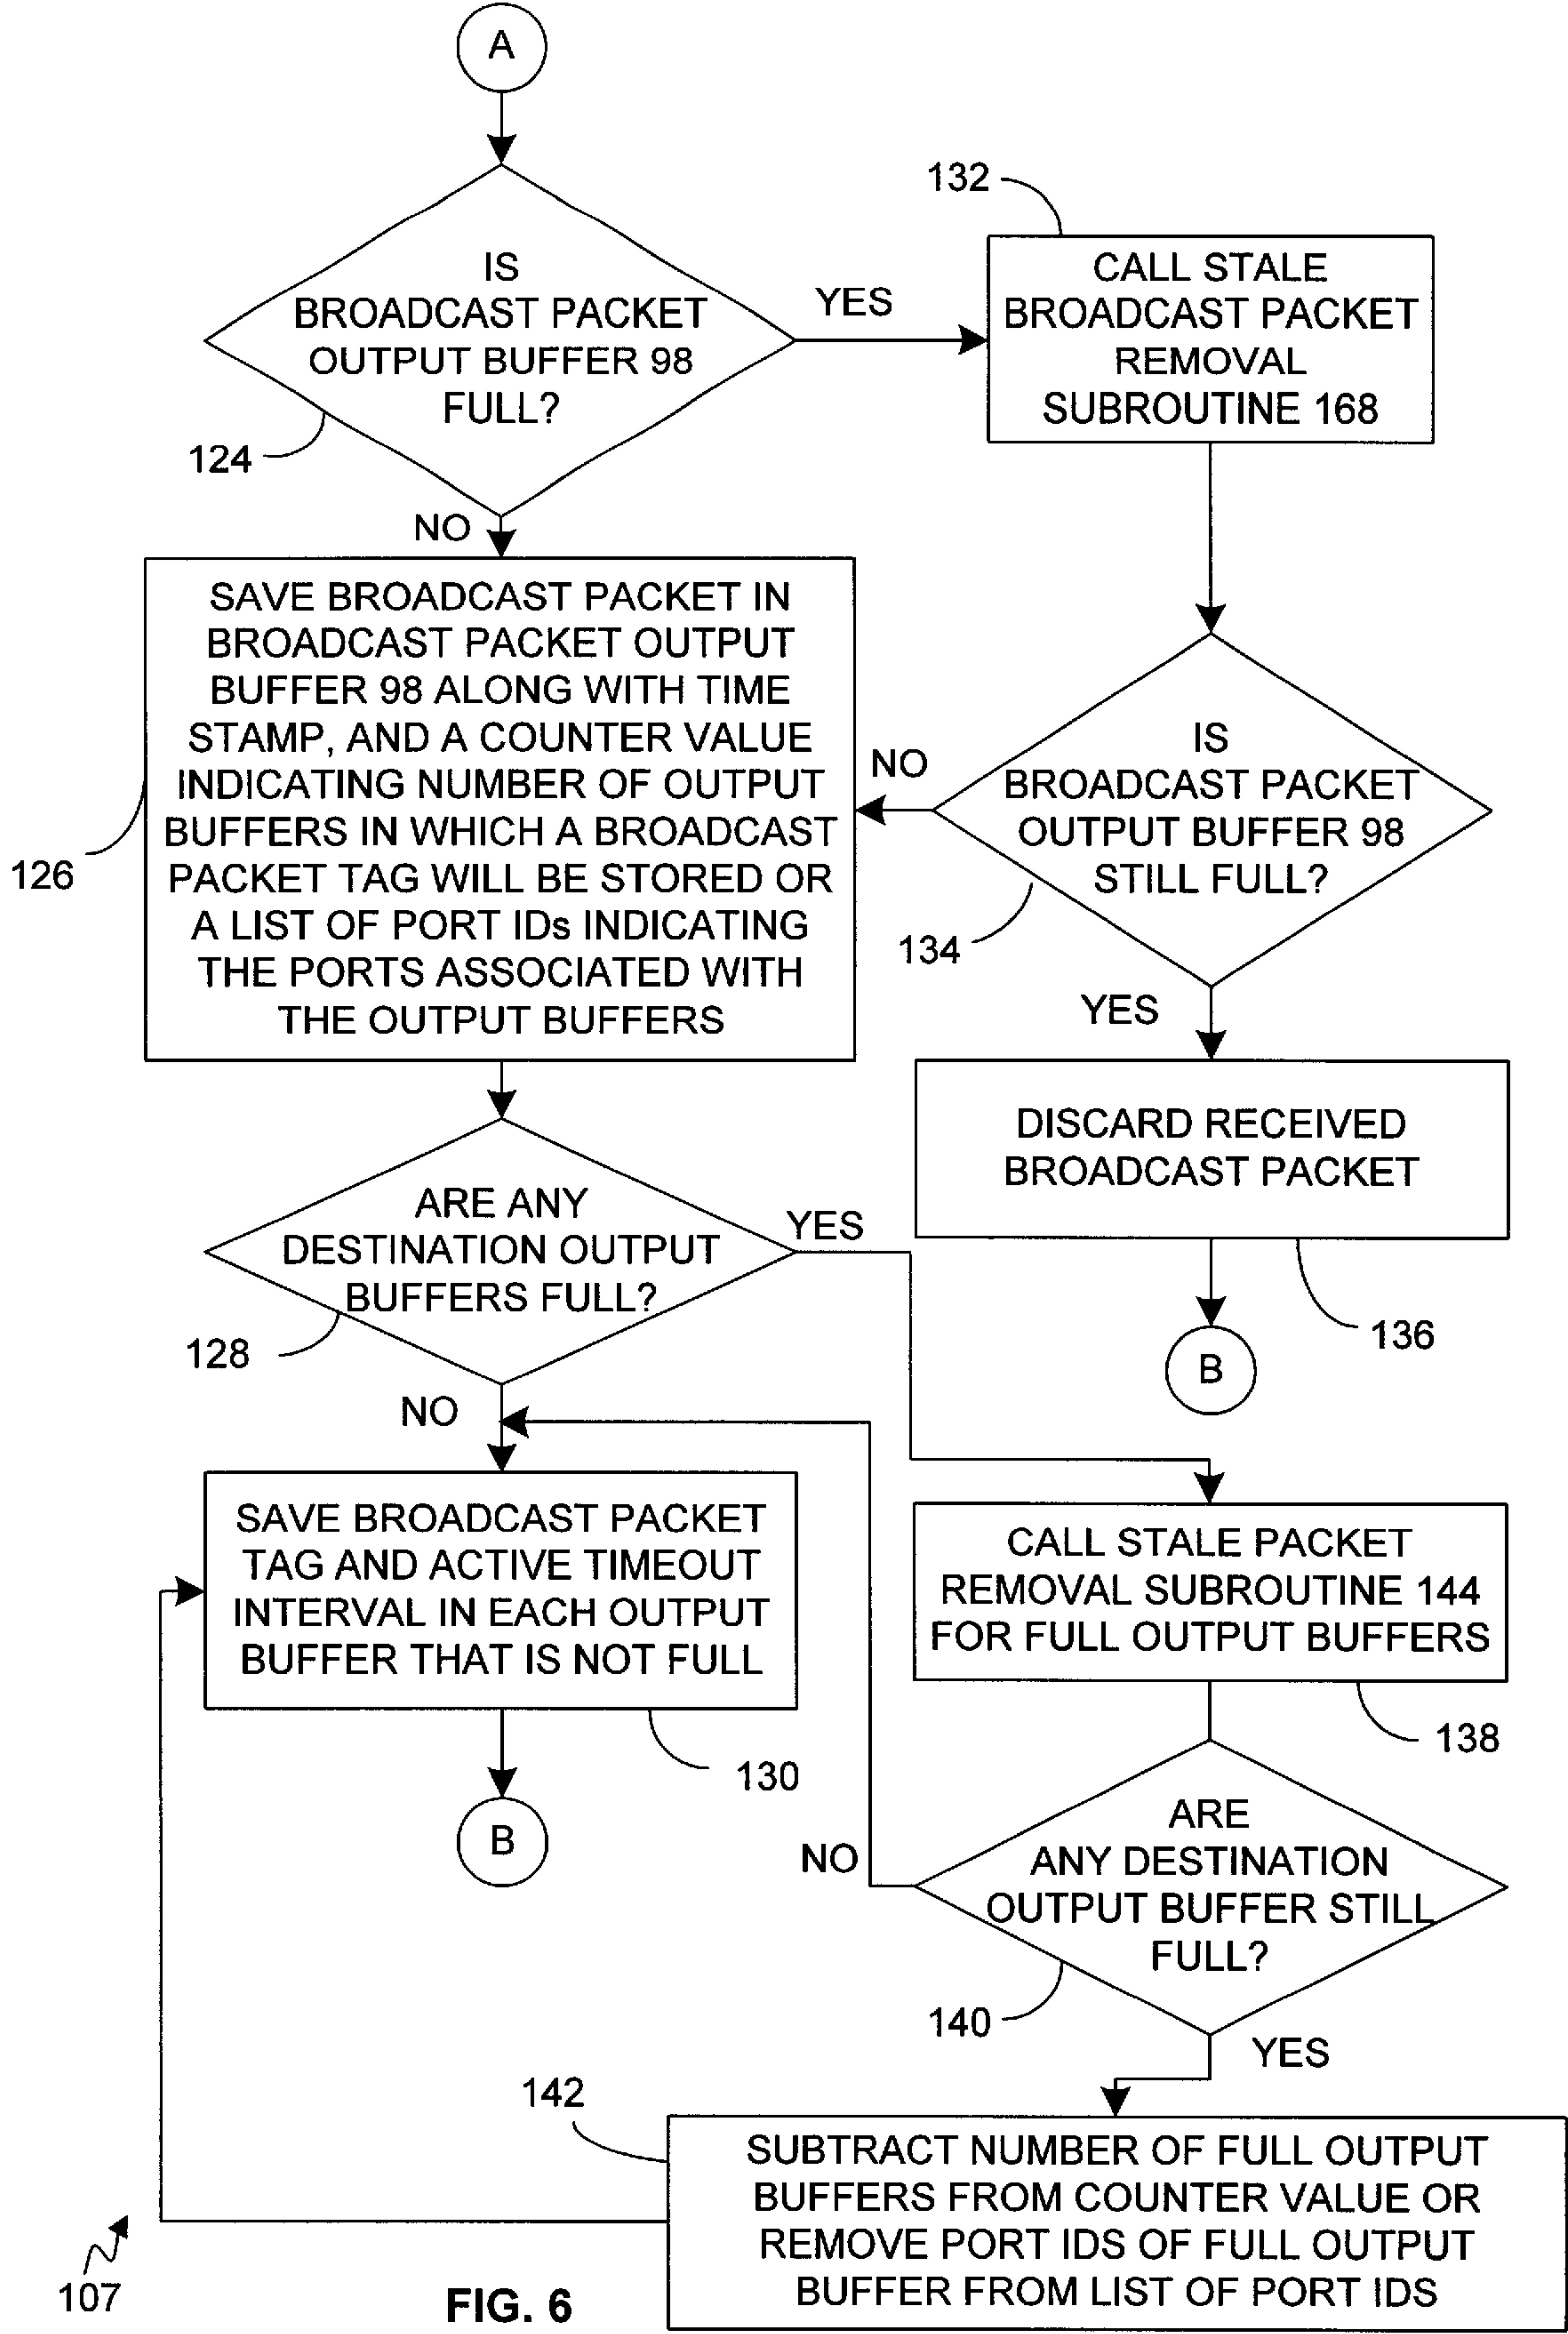 A
IS
BROADCAST PACKET
OUTPUT BUFFER 98
FULL?
124
YES
NO
132
CALL STALE
BROADCAST PACKET
REMOVAL
SUBROUTINE 168
SAVE BROADCAST PACKET IN
BROADCAST PACKET OUTPUT
BUFFER 98 ALONG WITH TIME
STAMP, AND A COUNTER VALUE
INDICATING NUMBER OF OUTPUT
BUFFERS IN WHICH A BROADCAST
PACKET TAG WILL BE STORED OR
A LIST OF PORT IDs INDICATING
THE PORTS ASSOCIATED WITH
THE OUTPUT BUFFERS
126
NO
IS
BROADCAST PACKET
OUTPUT BUFFER 98
STILL FULL?
134
YES
DISCARD RECEIVED
BROADCAST PACKET
136
B
ARE ANY
DESTINATION OUTPUT
BUFFERS FULL?
128
YES
NO
SAVE BROADCAST PACKET
TAG AND ACTIVE TIMEOUT
INTERVAL IN EACH OUTPUT
BUFFER THAT IS NOT FULL
130
B
CALL STALE PACKET
REMOVAL SUBROUTINE 144
FOR FULL OUTPUT BUFFERS
138
NO
ARE
ANY DESTINATION
OUTPUT BUFFER STILL
FULL?
140
YES
142
SUBTRACT NUMBER OF FULL OUTPUT
BUFFERS FROM COUNTER VALUE OR
REMOVE PORT IDS OF FULL OUTPUT
BUFFER FROM LIST OF PORT IDS
107
FIG. 6